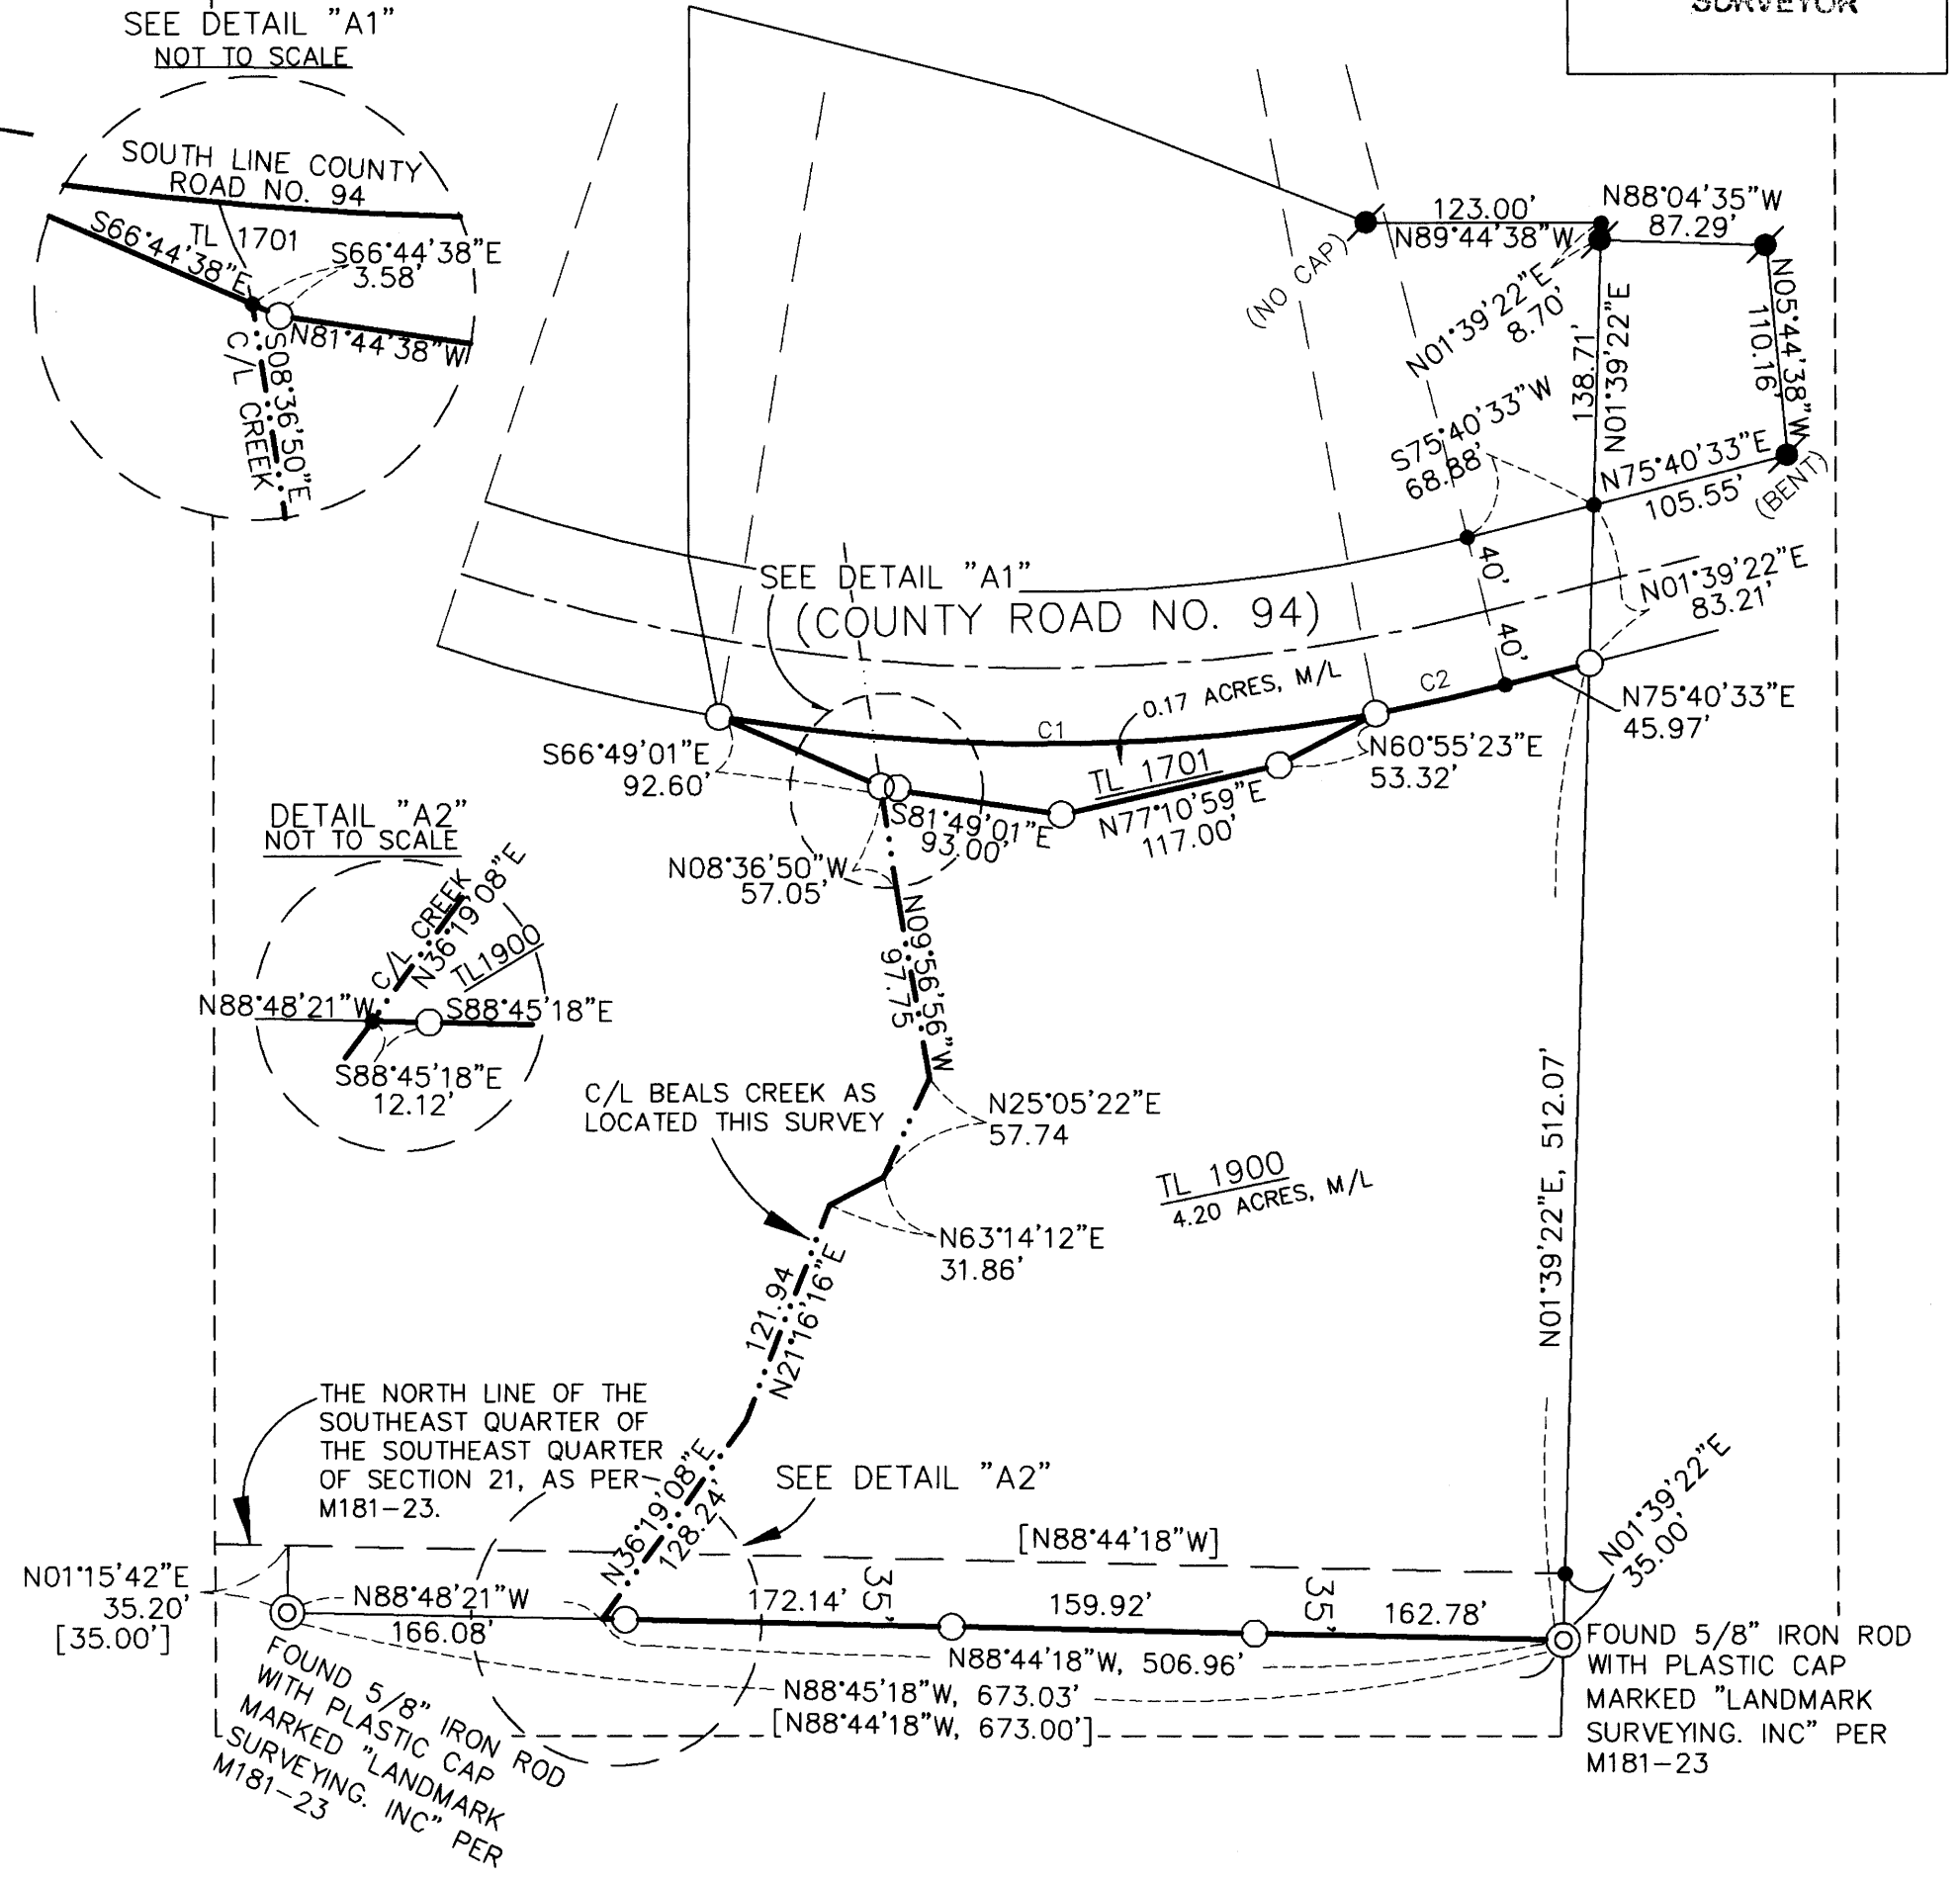 SURVEYOR
SEE DETAIL "A1"
NOT TO SCALE
SOUTH LINE COUNTY
ROAD NO. 94
S66°44'38"E
TL 1701
S66°44'38"E
3.58'
N81°44'38"W
S08°36'50"E
C/L CREEK
123.00'
N89°44'38"W
(NO CAP)
N88°04'35"W
87.29'
N01°39'22"E
8.70'
138.71'
N01°39'22"E
N05°44'38"W
110.16'
S75°40'33"W
68.88'
N75°40'33"E
105.55'
(BENT)
SEE DETAIL "A1"
(COUNTY ROAD NO. 94)
40'
40'
N01°39'22"E
83.21'
0.17 ACRES, M/L
C1
C2
N75°40'33"E
45.97'
S66°49'01"E
92.60'
TL 1701
N60°55'23"E
53.32'
S81°49'01"E
93.00'
N77°10'59"E
117.00'
N08°36'50"W
57.05'
DETAIL "A2"
NOT TO SCALE
C/L CREEK
N36°19'08"E
TL1900
N88°48'21"W
S88°45'18"E
S88°45'18"E
12.12'
N09°56'56"W
97.75
C/L BEALS CREEK AS
LOCATED THIS SURVEY
N25°05'22"E
57.74
TL 1900
4.20 ACRES, M/L
N63°14'12"E
31.86'
N01°39'22"E, 512.07'
121.94
N21°16'16"E
THE NORTH LINE OF THE
SOUTHEAST QUARTER OF
THE SOUTHEAST QUARTER
OF SECTION 21, AS PER
M181-23.
SEE DETAIL "A2"
N36°19'08"E
128.24'
[N88°44'18"W]
N01°39'22"E
35.00'
N01°15'42"E
35.20'
[35.00']
N88°48'21"W
166.08'
172.14'
35'
159.92'
35'
162.78'
N88°44'18"W, 506.96'
N88°45'18"W, 673.03'
[N88°44'18"W, 673.00']
FOUND 5/8" IRON ROD
WITH PLASTIC CAP
MARKED "LANDMARK
SURVEYING. INC" PER
M181-23
FOUND 5/8" IRON ROD
WITH PLASTIC CAP
MARKED "LANDMARK
SURVEYING. INC" PER
M181-23